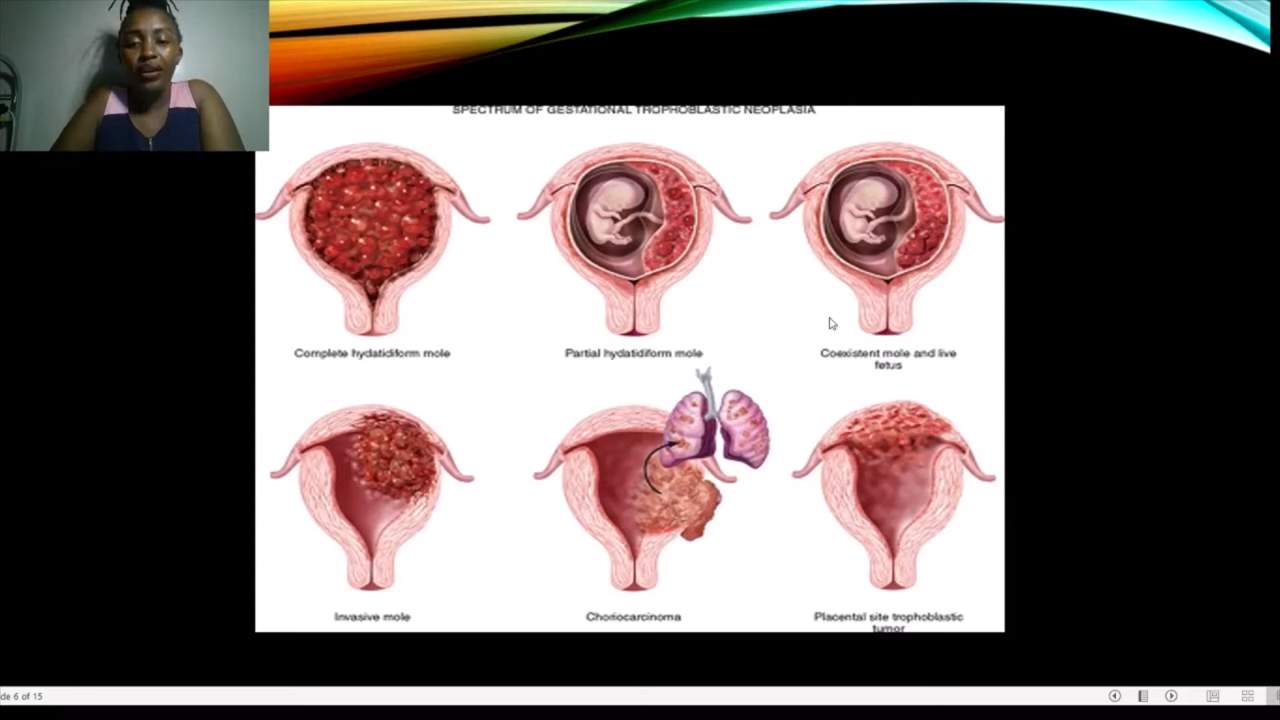 SPECTRUM OF GESTATIONAL TROPHOBLASTIC NEOPLASIA
Complete hydatidiform mole
Partial hydatidiform mole
Coexistent mole and live
fetus
Invasive mole
Choriocarcinoma
Placental site trophoblastic
tumor
de 6 of 15